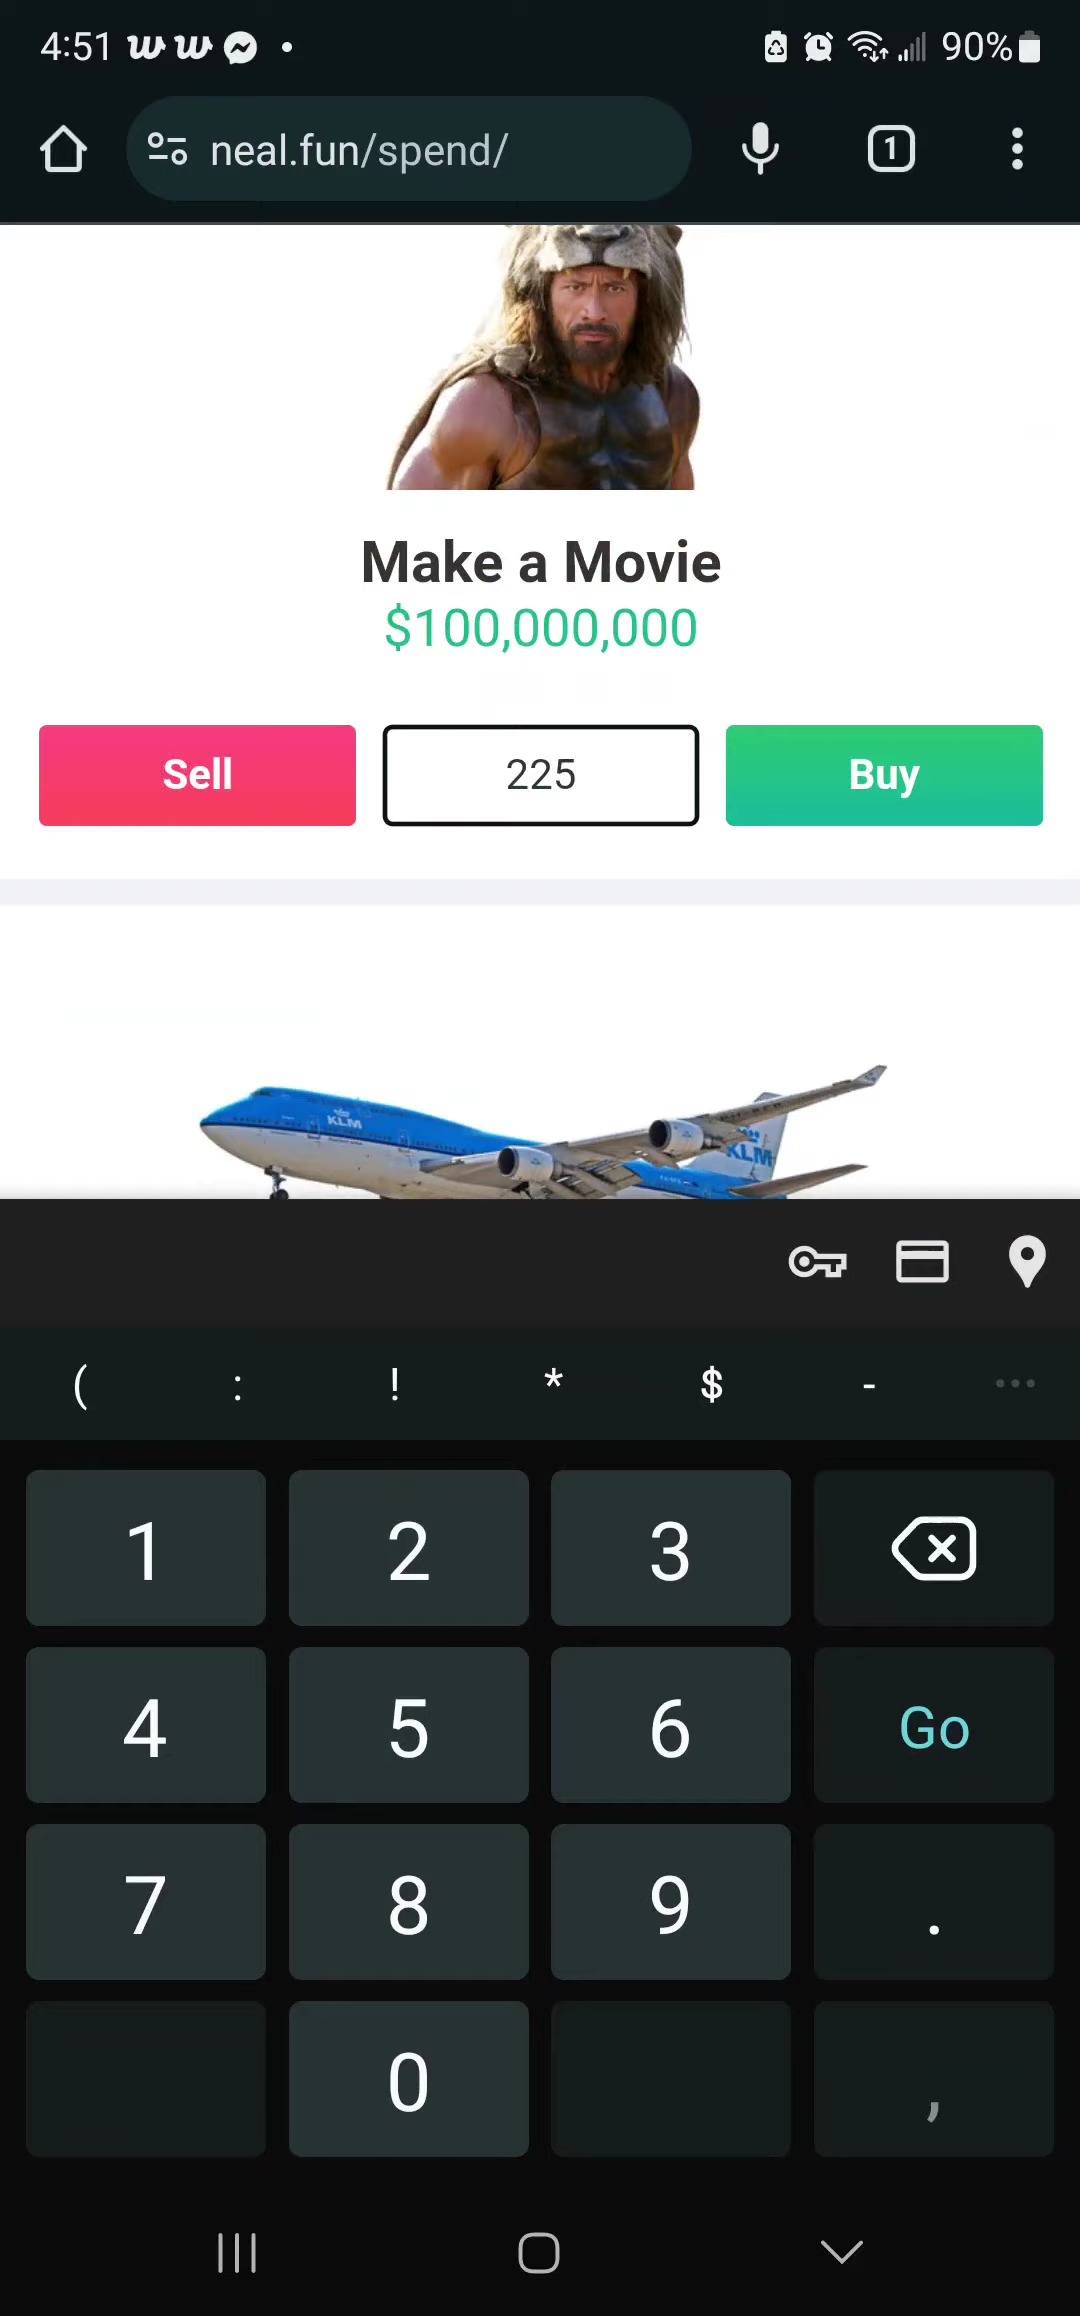 4:51 90%
neal.fun/spend/ 1
Make a Movie
$100,000,000
Sell 225 Buy
KLM KLM
( : ! * $ -
1 2 3
4 5 6 Go
7 8 9 .
0 ,